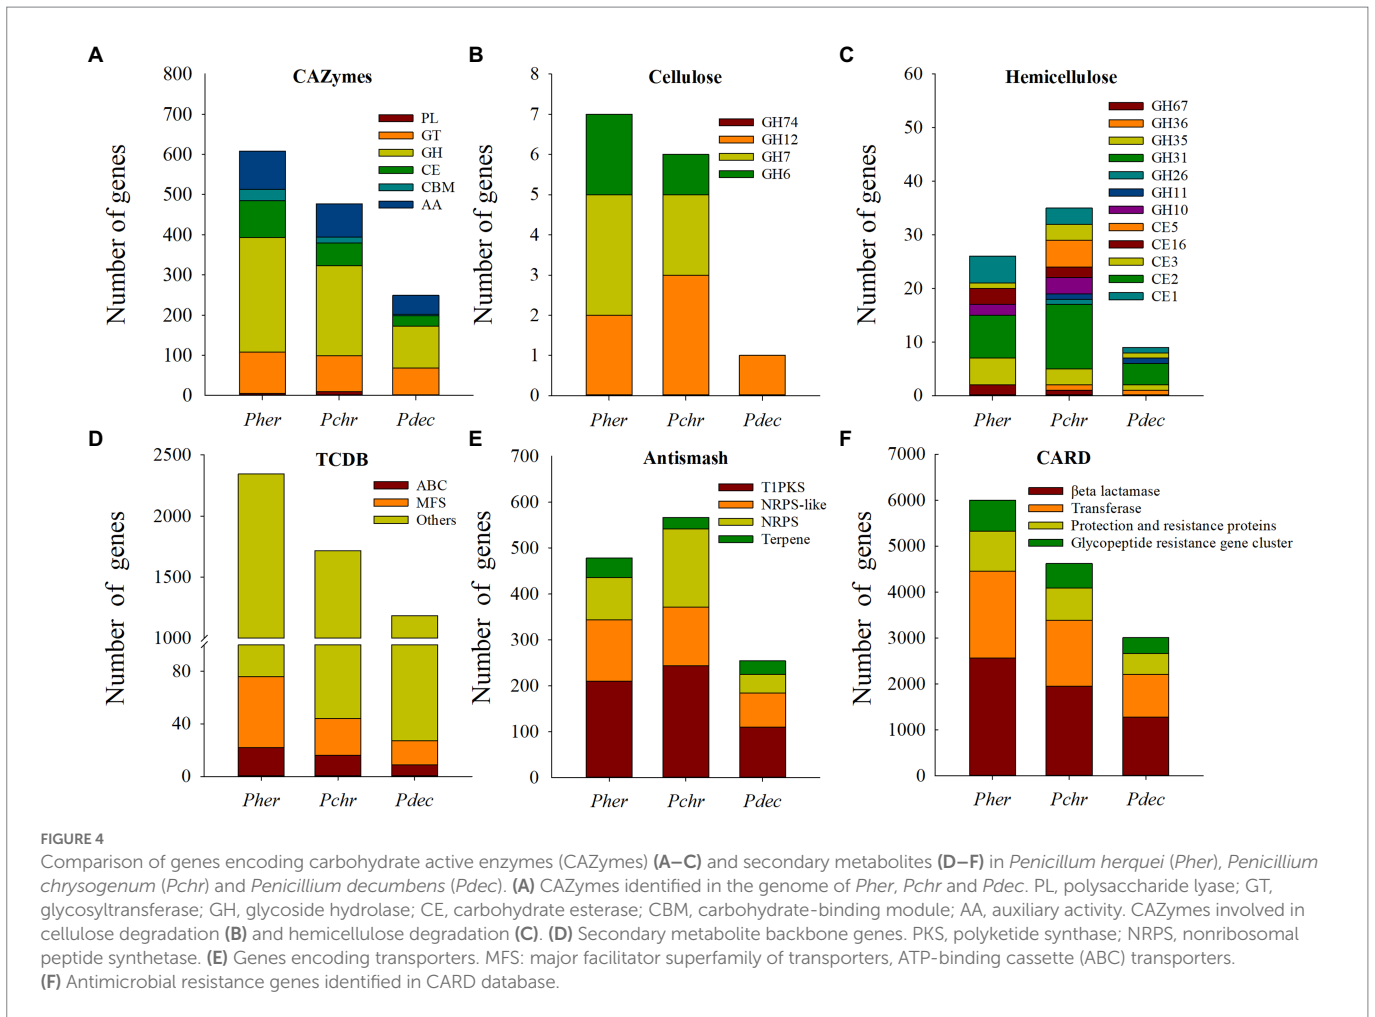 A
CAZymes
Number of genes
800
700
600
500
400
300
200
100
0
PL
GT
GH
CE
CBM
AA
Pher Pchr Pdec
B
Cellulose
Number of genes
8
7
6
5
4
3
2
1
0
GH74
GH12
GH7
GH6
Pher Pchr Pdec
C
Hemicellulose
Number of genes
60
50
40
30
20
10
0
GH67
GH36
GH35
GH31
GH26
GH11
GH10
CE5
CE16
CE3
CE2
CE1
Pher Pchr Pdec
D
TCDB
Number of genes
2500
2000
1500
1000
80
40
0
ABC
MFS
Others
Pher Pchr Pdec
E
Antismash
Number of genes
700
600
500
400
300
200
100
0
T1PKS
NRPS-like
NRPS
Terpene
Pher Pchr Pdec
F
CARD
Number of genes
7000
6000
5000
4000
3000
2000
1000
0
βeta lactamase
Transferase
Protection and resistance proteins
Glycopeptide resistance gene cluster
Pher Pchr Pdec
FIGURE 4
Comparison of genes encoding carbohydrate active enzymes (CAZymes) (A–C) and secondary metabolites (D–F) in Penicillum herquei (Pher), Penicillium
chrysogenum (Pchr) and Penicillium decumbens (Pdec). (A) CAZymes identified in the genome of Pher, Pchr and Pdec. PL, polysaccharide lyase; GT,
glycosyltransferase; GH, glycoside hydrolase; CE, carbohydrate esterase; CBM, carbohydrate-binding module; AA, auxiliary activity. CAZymes involved in
cellulose degradation (B) and hemicellulose degradation (C). (D) Secondary metabolite backbone genes. PKS, polyketide synthase; NRPS, nonribosomal
peptide synthetase. (E) Genes encoding transporters. MFS: major facilitator superfamily of transporters, ATP-binding cassette (ABC) transporters.
(F) Antimicrobial resistance genes identified in CARD database.